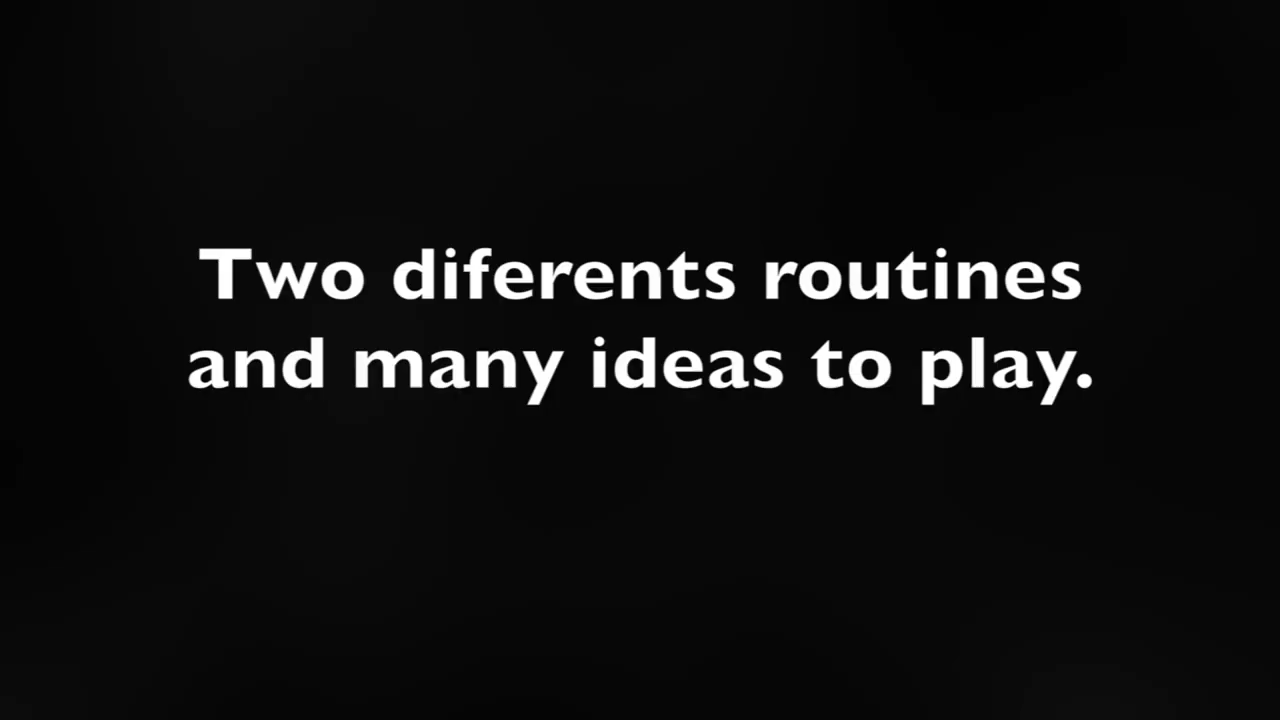 Two diferents routines
and many ideas to play.